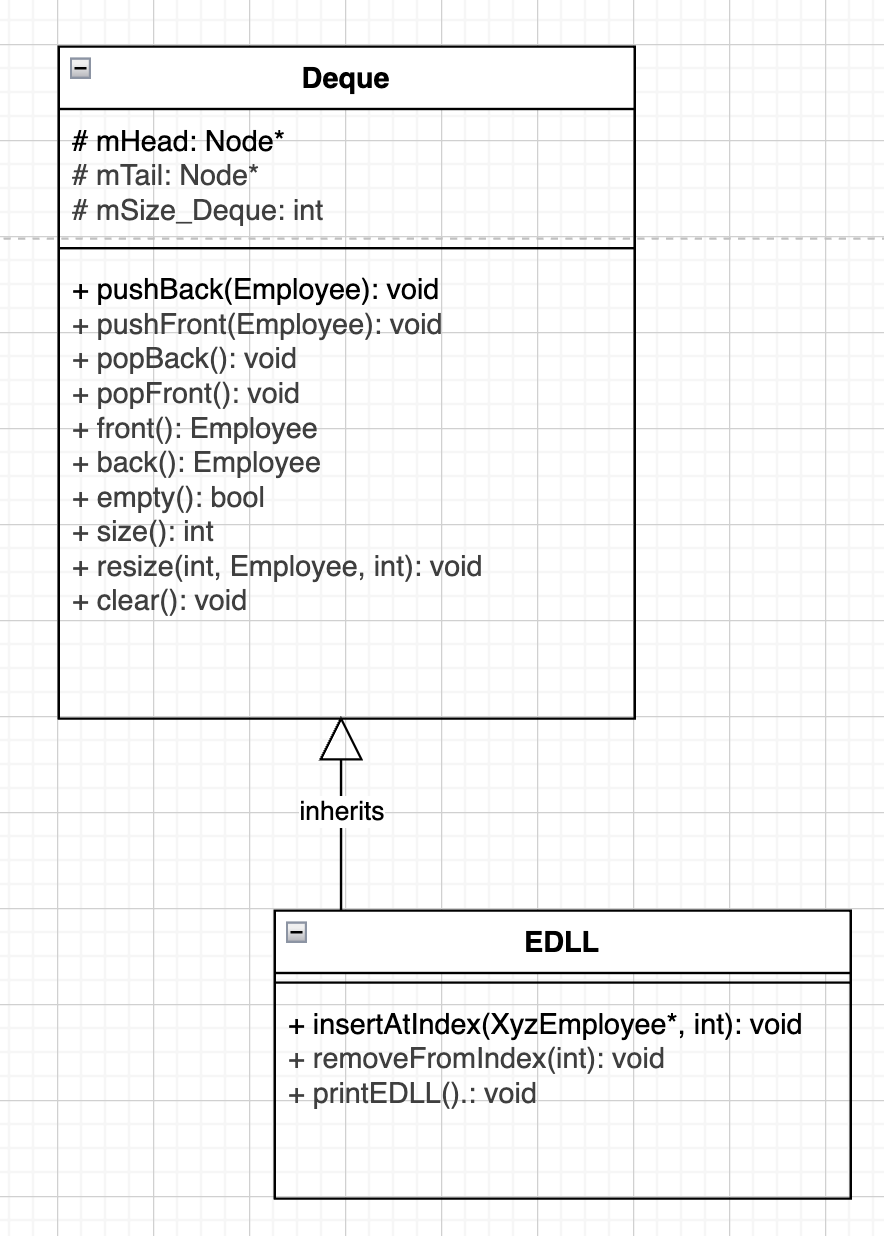 Deque
# mHead: Node*
# mTail: Node*
# mSize_Deque: int
+ pushBack(Employee): void
+ pushFront(Employee): void
+ popBack(): void
+ popFront(): void
+ front(): Employee
+ back(): Employee
+ empty(): bool
+ size(): int
+ resize(int, Employee, int): void
+ clear(): void
inherits
EDLL
+ insertAtIndex(XyzEmployee*, int): void
+ removeFromIndex(int): void
+ printEDLL().: void